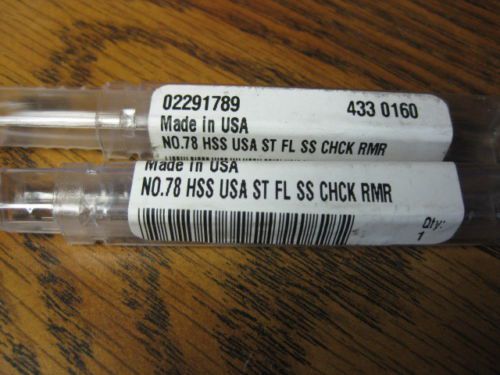 02291789 433 0160
Made in USA
NO.78 HSS USA ST FL SS CHCK RMR
Made in USA
NO.78 HSS USA ST FL SS CHCK RMR
Qty:
1